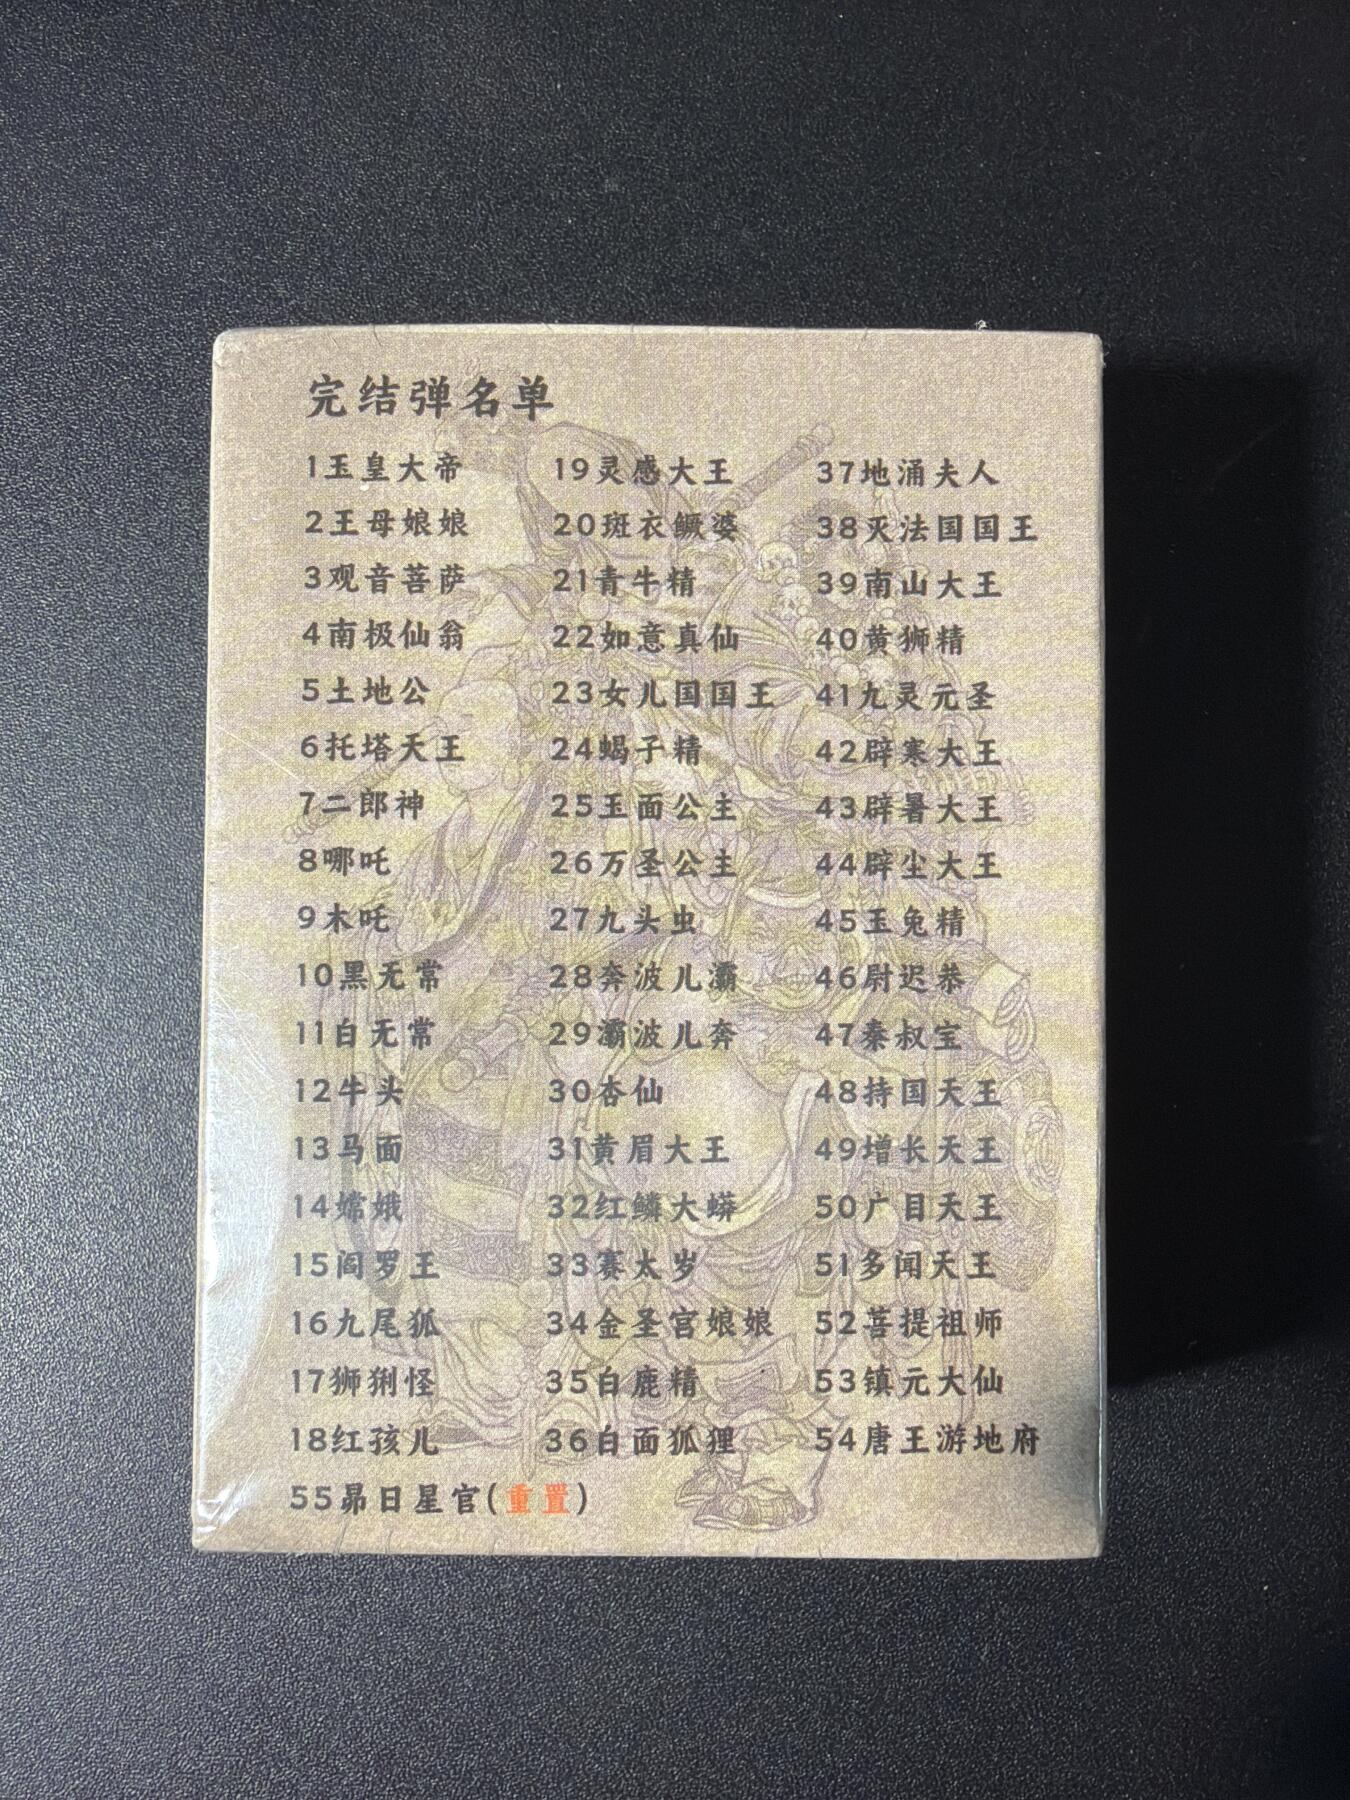 完结弹名单
1玉皇大帝 19灵感大王 37地涌夫人
2王母娘娘 20斑衣鳜婆 38灭法国国王
3观音菩萨 21青牛精 39南山大王
4南极仙翁 22如意真仙 40黄狮精
5土地公 23女儿国国王 41九灵元圣
6托塔天王 24蝎子精 42辟寒大王
7二郎神 25玉面公主 43辟暑大王
8哪吒 26万圣公主 44辟尘大王
9木吒 27九头虫 45玉兔精
10黑无常 28奔波儿灞 46尉迟恭
11白无常 29灞波儿奔 47秦叔宝
12牛头 30杏仙 48持国天王
13马面 31黄眉大王 49增长天王
14嫦娥 32红鳞大蟒 50广目天王
15阎罗王 33赛太岁 51多闻天王
16九尾狐 34金圣宫娘娘 52菩提祖师
17狮猁怪 35白鹿精 53镇元大仙
18红孩儿 36白面狐狸 54唐王游地府
55昴日星官(重置)